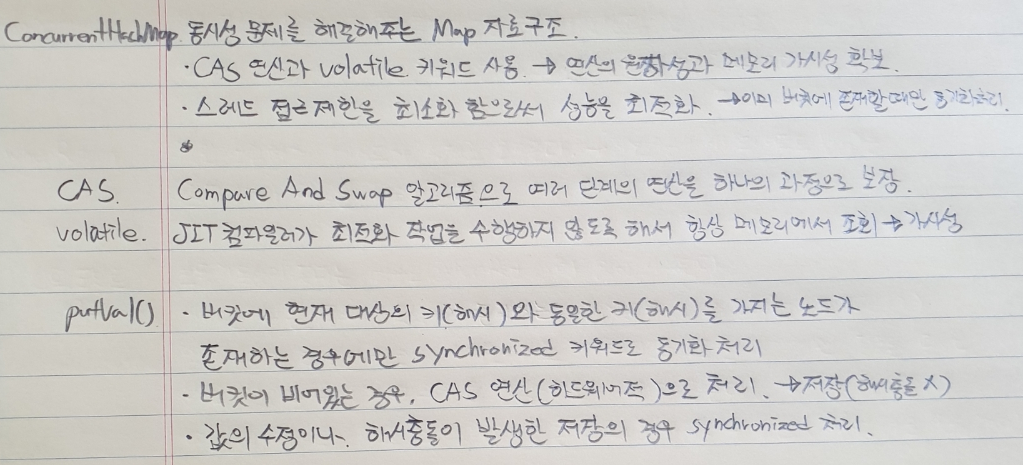 ConcurrentHashMap 동시성 문제를 해결해주는 Map 자료구조.
· CAS 연산과 volatile 키워드 사용. → 연산의 원자성과 메모리 가시성 확보.
· 스레드 접근 제한을 최소화 함으로써 성능을 최적화. → 이미 버킷에 존재할 때만 동기화처리.
CAS. Compare And Swap 알고리즘으로 여러 단계의 연산을 하나의 과정으로 보장.
volatile. JIT 컴파일러가 최적화 작업을 수행하지 않도록 해서 항상 메모리에서 조회 → 가시성
putVal() · 버킷에 현재 대상의 키(해시)와 동일한 키(해시)를 가지는 노드가
존재하는 경우에만 synchronized 키워드로 동기화 처리
· 버킷이 비어있는 경우, CAS 연산(하드웨어적)으로 처리. → 저장(해시충돌 X)
· 값의 수정이나, 해시충돌이 발생한 저장의 경우 synchronized 처리.